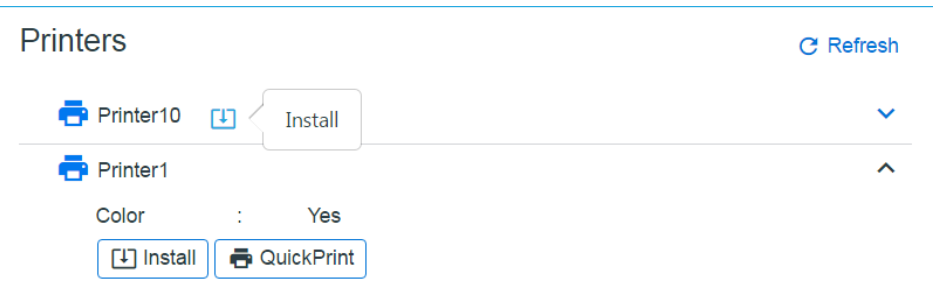 Printers
Refresh
Printer10
Install
Printer1
Color : Yes
Install QuickPrint